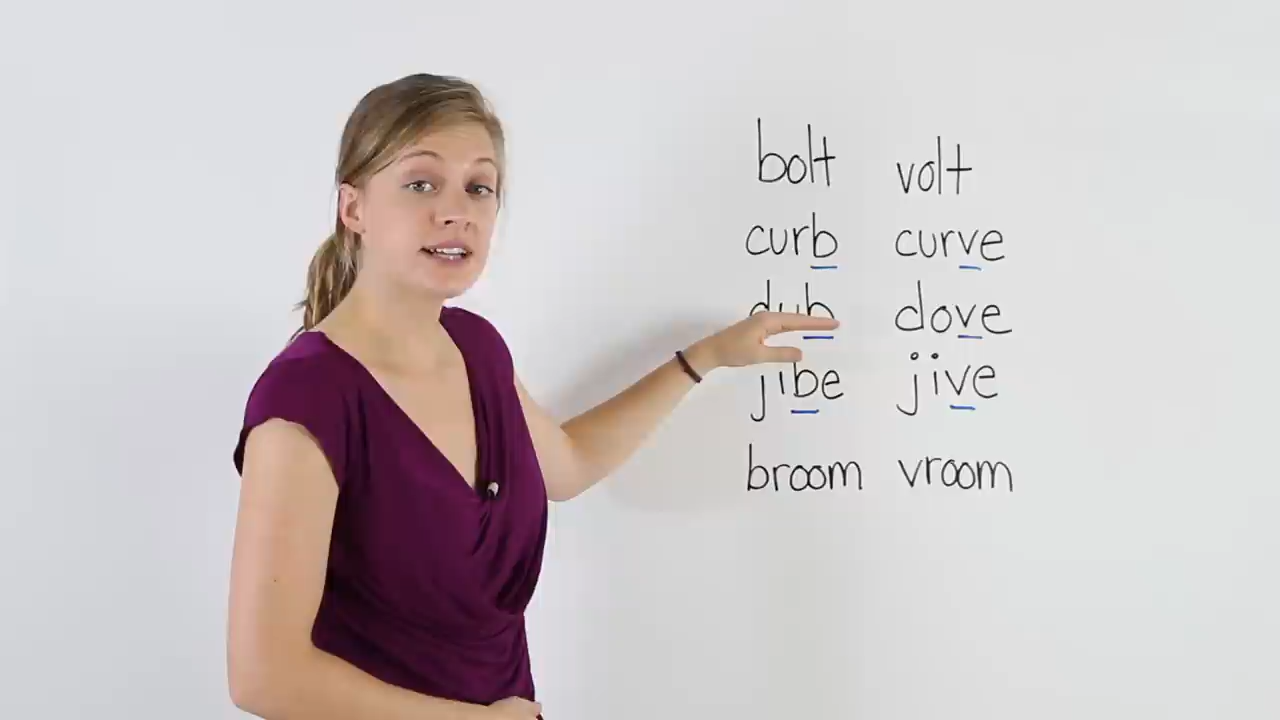 bolt volt
curb curve
dub dove
jibe jive
broom vroom